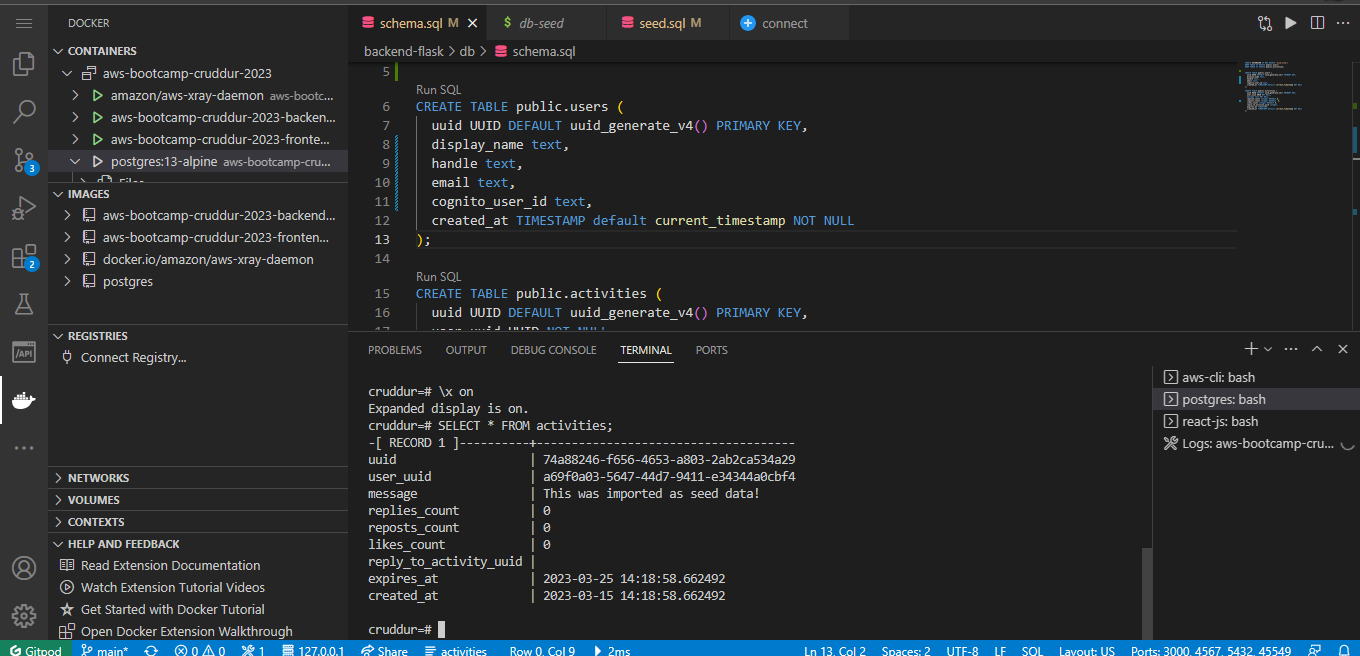 DOCKER
CONTAINERS
aws-bootcamp-cruddur-2023
amazon/aws-xray-daemon aws-bootc...
aws-bootcamp-cruddur-2023-backen...
aws-bootcamp-cruddur-2023-fronte...
postgres:13-alpine aws-bootcamp-cru...
Files
IMAGES
aws-bootcamp-cruddur-2023-backend...
aws-bootcamp-cruddur-2023-fronten...
docker.io/amazon/aws-xray-daemon
postgres
REGISTRIES
Connect Registry...
NETWORKS
VOLUMES
CONTEXTS
HELP AND FEEDBACK
Read Extension Documentation
Watch Extension Tutorial Videos
Get Started with Docker Tutorial
Open Docker Extension Walkthrough
3
2
/API
schema.sql M
$ db-seed
seed.sql M
connect
backend-flask > db > schema.sql
5
Run SQL
6 CREATE TABLE public.users (
7 uuid UUID DEFAULT uuid_generate_v4() PRIMARY KEY,
8 display_name text,
9 handle text,
10 email text,
11 cognito_user_id text,
12 created_at TIMESTAMP default current_timestamp NOT NULL
13 );
14
Run SQL
15 CREATE TABLE public.activities (
16 uuid UUID DEFAULT uuid_generate_v4() PRIMARY KEY,
17 user_uuid UUID NOT NULL
PROBLEMS OUTPUT DEBUG CONSOLE TERMINAL PORTS
cruddur=# \x on
Expanded display is on.
cruddur=# SELECT * FROM activities;
-[ RECORD 1 ]----------+-----------------------------------
uuid | 74a88246-f656-4653-a803-2ab2ca534a29
user_uuid | a69f0a03-5647-44d7-9411-e34344a0cbf4
message | This was imported as seed data!
replies_count | 0
reposts_count | 0
likes_count | 0
reply_to_activity_uuid |
expires_at | 2023-03-25 14:18:58.662492
created_at | 2023-03-15 14:18:58.662492
cruddur=#
aws-cli: bash
postgres: bash
react-js: bash
Logs: aws-bootcamp-cru...
Gitpod main* 0 0 1 127.0.0.1 Share activities Row 0, Col 9 2ms Ln 13, Col 2 Spaces: 2 UTF-8 LF SQL Layout: US Ports: 3000, 4567, 5432, 45549